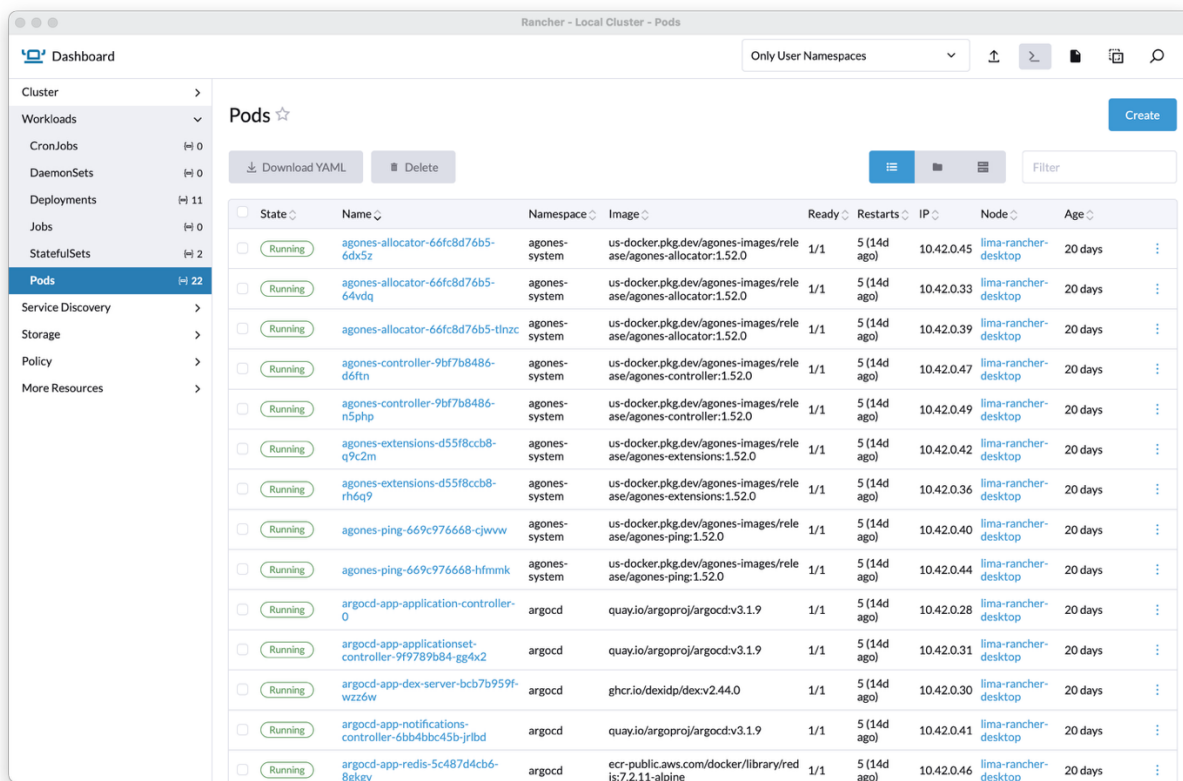 Rancher - Local Cluster - Pods
Dashboard
Only User Namespaces
Cluster
Workloads
CronJobs 0
DaemonSets 0
Deployments 11
Jobs 0
StatefulSets 2
Pods 22
Service Discovery
Storage
Policy
More Resources
Pods
Create
Download YAML Delete
Filter
State Name Namespace Image Ready Restarts IP Node Age
Running agones-allocator-66fc8d76b5- agones- us-docker.pkg.dev/agones-images/rele 1/1 5 (14d 10.42.0.45 lima-rancher- 20 days
6dx5z system ase/agones-allocator:1.52.0 ago) desktop
Running agones-allocator-66fc8d76b5- agones- us-docker.pkg.dev/agones-images/rele 1/1 5 (14d 10.42.0.33 lima-rancher- 20 days
64vdq system ase/agones-allocator:1.52.0 ago) desktop
Running agones-allocator-66fc8d76b5-tlnzc agones- us-docker.pkg.dev/agones-images/rele 1/1 5 (14d 10.42.0.39 lima-rancher- 20 days
system ase/agones-allocator:1.52.0 ago) desktop
Running agones-controller-9bf7b8486- agones- us-docker.pkg.dev/agones-images/rele 1/1 5 (14d 10.42.0.47 lima-rancher- 20 days
d6ftn system ase/agones-controller:1.52.0 ago) desktop
Running agones-controller-9bf7b8486- agones- us-docker.pkg.dev/agones-images/rele 1/1 5 (14d 10.42.0.49 lima-rancher- 20 days
n5php system ase/agones-controller:1.52.0 ago) desktop
Running agones-extensions-d55f8ccb8- agones- us-docker.pkg.dev/agones-images/rele 1/1 5 (14d 10.42.0.42 lima-rancher- 20 days
q9c2m system ase/agones-extensions:1.52.0 ago) desktop
Running agones-extensions-d55f8ccb8- agones- us-docker.pkg.dev/agones-images/rele 1/1 5 (14d 10.42.0.36 lima-rancher- 20 days
rh6q9 system ase/agones-extensions:1.52.0 ago) desktop
Running agones-ping-669c976668-cjwvw agones- us-docker.pkg.dev/agones-images/rele 1/1 5 (14d 10.42.0.40 lima-rancher- 20 days
system ase/agones-ping:1.52.0 ago) desktop
Running agones-ping-669c976668-hfmmk agones- us-docker.pkg.dev/agones-images/rele 1/1 5 (14d 10.42.0.44 lima-rancher- 20 days
system ase/agones-ping:1.52.0 ago) desktop
Running argocd-app-application-controller- argocd quay.io/argoproj/argocd:v3.1.9 1/1 5 (14d 10.42.0.28 lima-rancher- 20 days
0 ago) desktop
Running argocd-app-applicationset- argocd quay.io/argoproj/argocd:v3.1.9 1/1 5 (14d 10.42.0.31 lima-rancher- 20 days
controller-9f9789b84-gg4x2 ago) desktop
Running argocd-app-dex-server-bcb7b959f- argocd ghcr.io/dexidp/dex:v2.44.0 1/1 5 (14d 10.42.0.30 lima-rancher- 20 days
wzz6w ago) desktop
Running argocd-app-notifications- argocd quay.io/argoproj/argocd:v3.1.9 1/1 5 (14d 10.42.0.41 lima-rancher- 20 days
controller-6bb4bbc45b-jrlbd ago) desktop
Running argocd-app-redis-5c487d4cb6- argocd ecr-public.aws.com/docker/library/red 1/1 5 (14d 10.42.0.46 lima-rancher- 20 days
8gkgv is:7.2.11-alpine ago) desktop